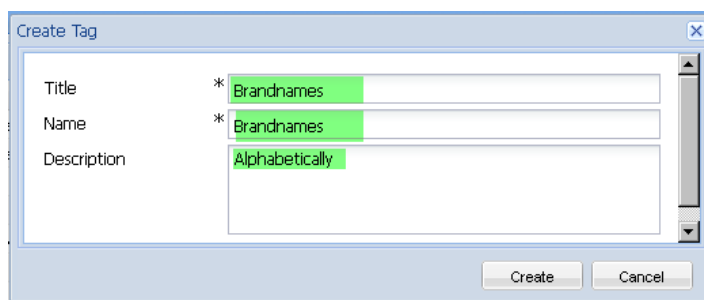 Create Tag
Title * Brandnames
Name * Brandnames
Description Alphabetically
Create Cancel